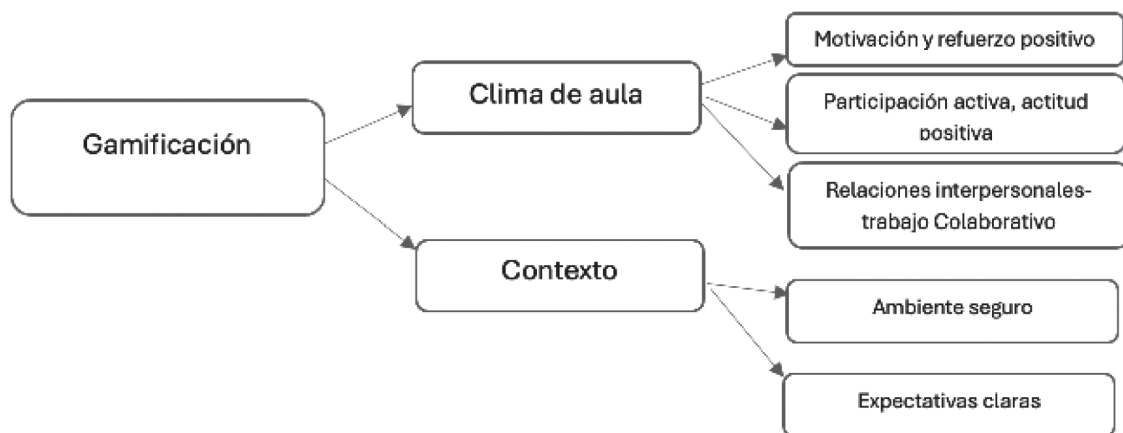 Gamificación
Clima de aula
Motivación y refuerzo positivo
Participación activa, actitud
positiva
Relaciones interpersonales-
trabajo Colaborativo
Contexto
Ambiente seguro
Expectativas claras